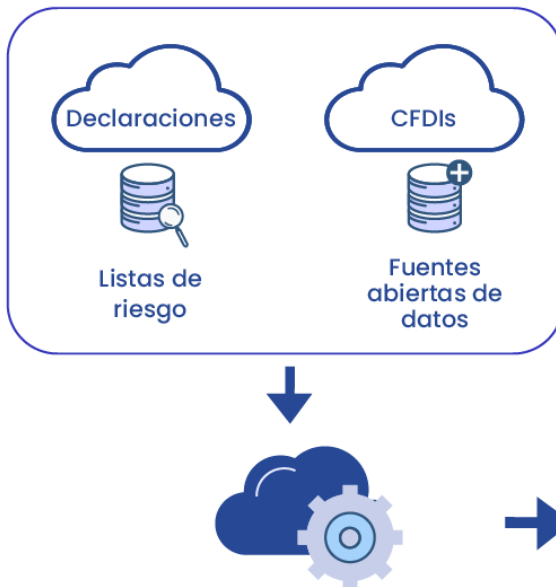 Declaraciones
CFDIs
Listas de
riesgo
Fuentes
abiertas de
datos